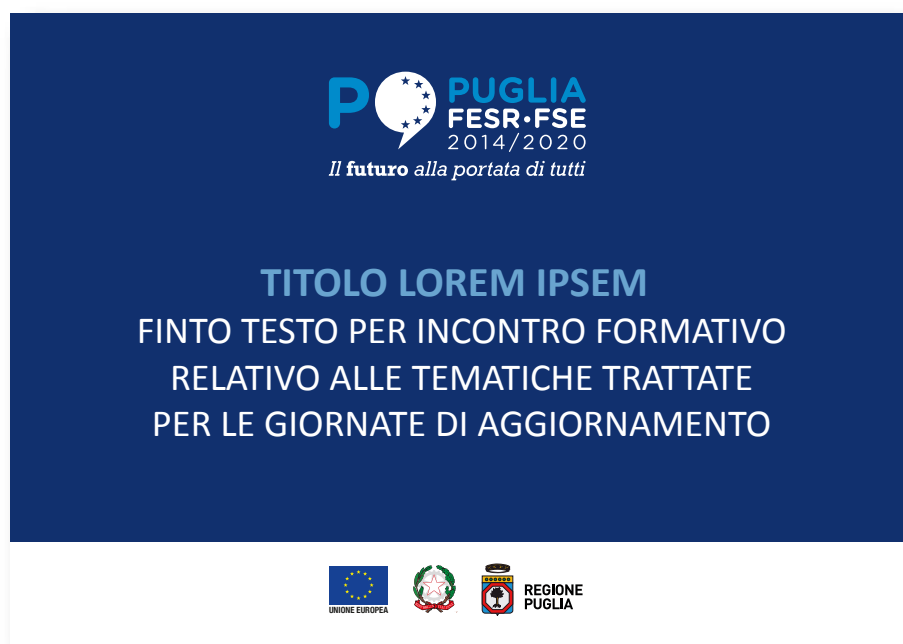 PO PUGLIA
FESR•FSE
2014/2020
Il futuro alla portata di tutti
TITOLO LOREM IPSEM
FINTO TESTO PER INCONTRO FORMATIVO
RELATIVO ALLE TEMATICHE TRATTATE
PER LE GIORNATE DI AGGIORNAMENTO
UNIONE EUROPEA
REGIONE
PUGLIA